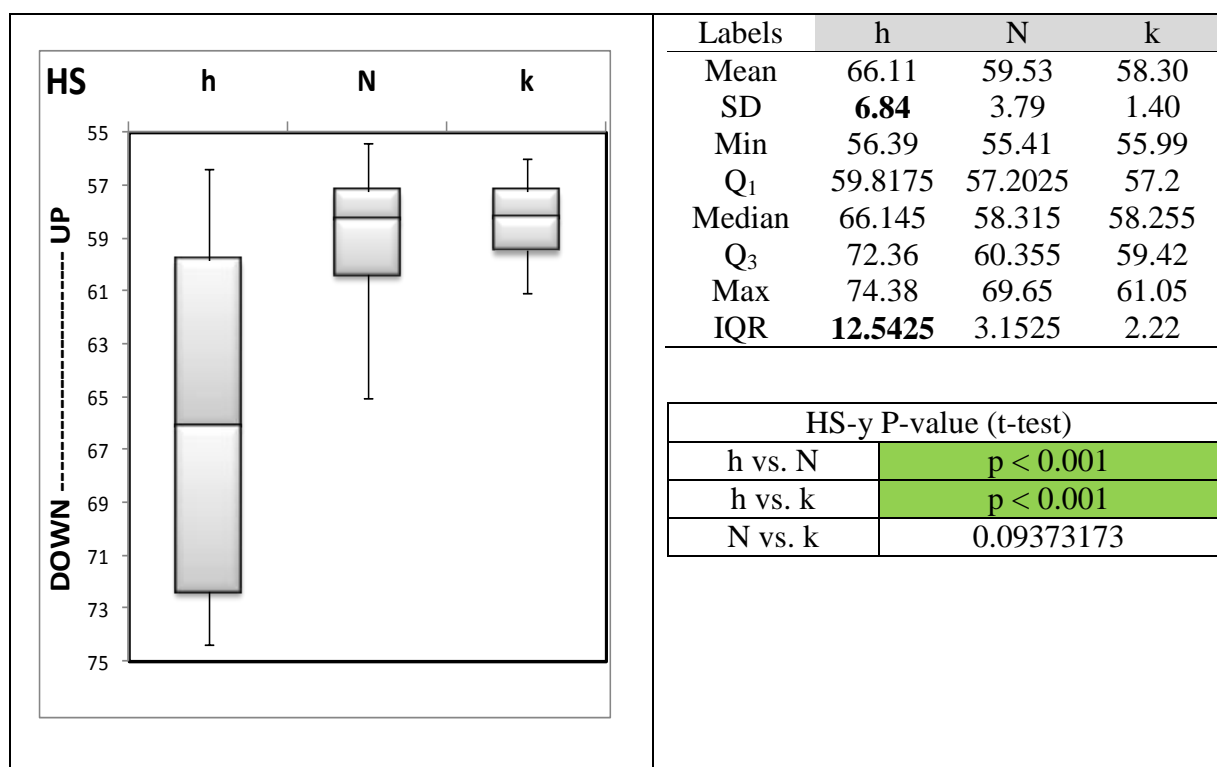 HS h N k
55
57
59
61
63
65
67
69
71
73
75
DOWN --------------------- UP
Labels h N k
Mean 66.11 59.53 58.30
SD 6.84 3.79 1.40
Min 56.39 55.41 55.99
Q1 59.8175 57.2025 57.2
Median 66.145 58.315 58.255
Q3 72.36 60.355 59.42
Max 74.38 69.65 61.05
IQR 12.5425 3.1525 2.22
HS-y P-value (t-test)
h vs. N p < 0.001
h vs. k p < 0.001
N vs. k 0.09373173